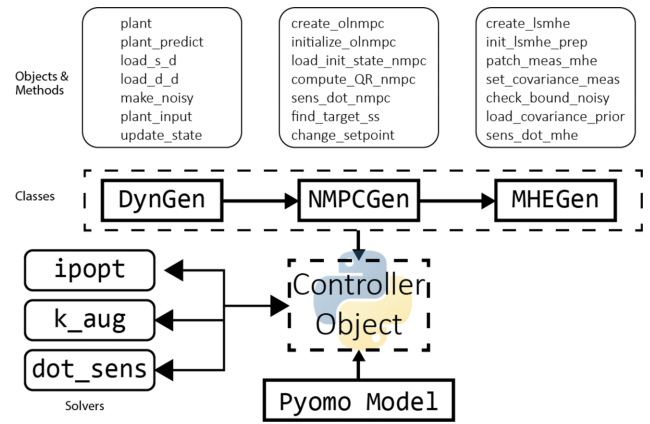 Objects &
Methods
plant
plant_predict
load_s_d
load_d_d
make_noisy
plant_input
update_state
create_olnmpc
initialize_olnmpc
load_init_state_nmpc
compute_QR_nmpc
sens_dot_nmpc
find_target_ss
change_setpoint
create_lsmhe
init_lsmhe_prep
patch_meas_mhe
set_covariance_meas
check_bound_noisy
load_covariance_prior
sens_dot_mhe
Classes
DynGen
NMPCGen
MHEGen
ipopt
k_aug
dot_sens
Solvers
Controller
Object
Pyomo Model